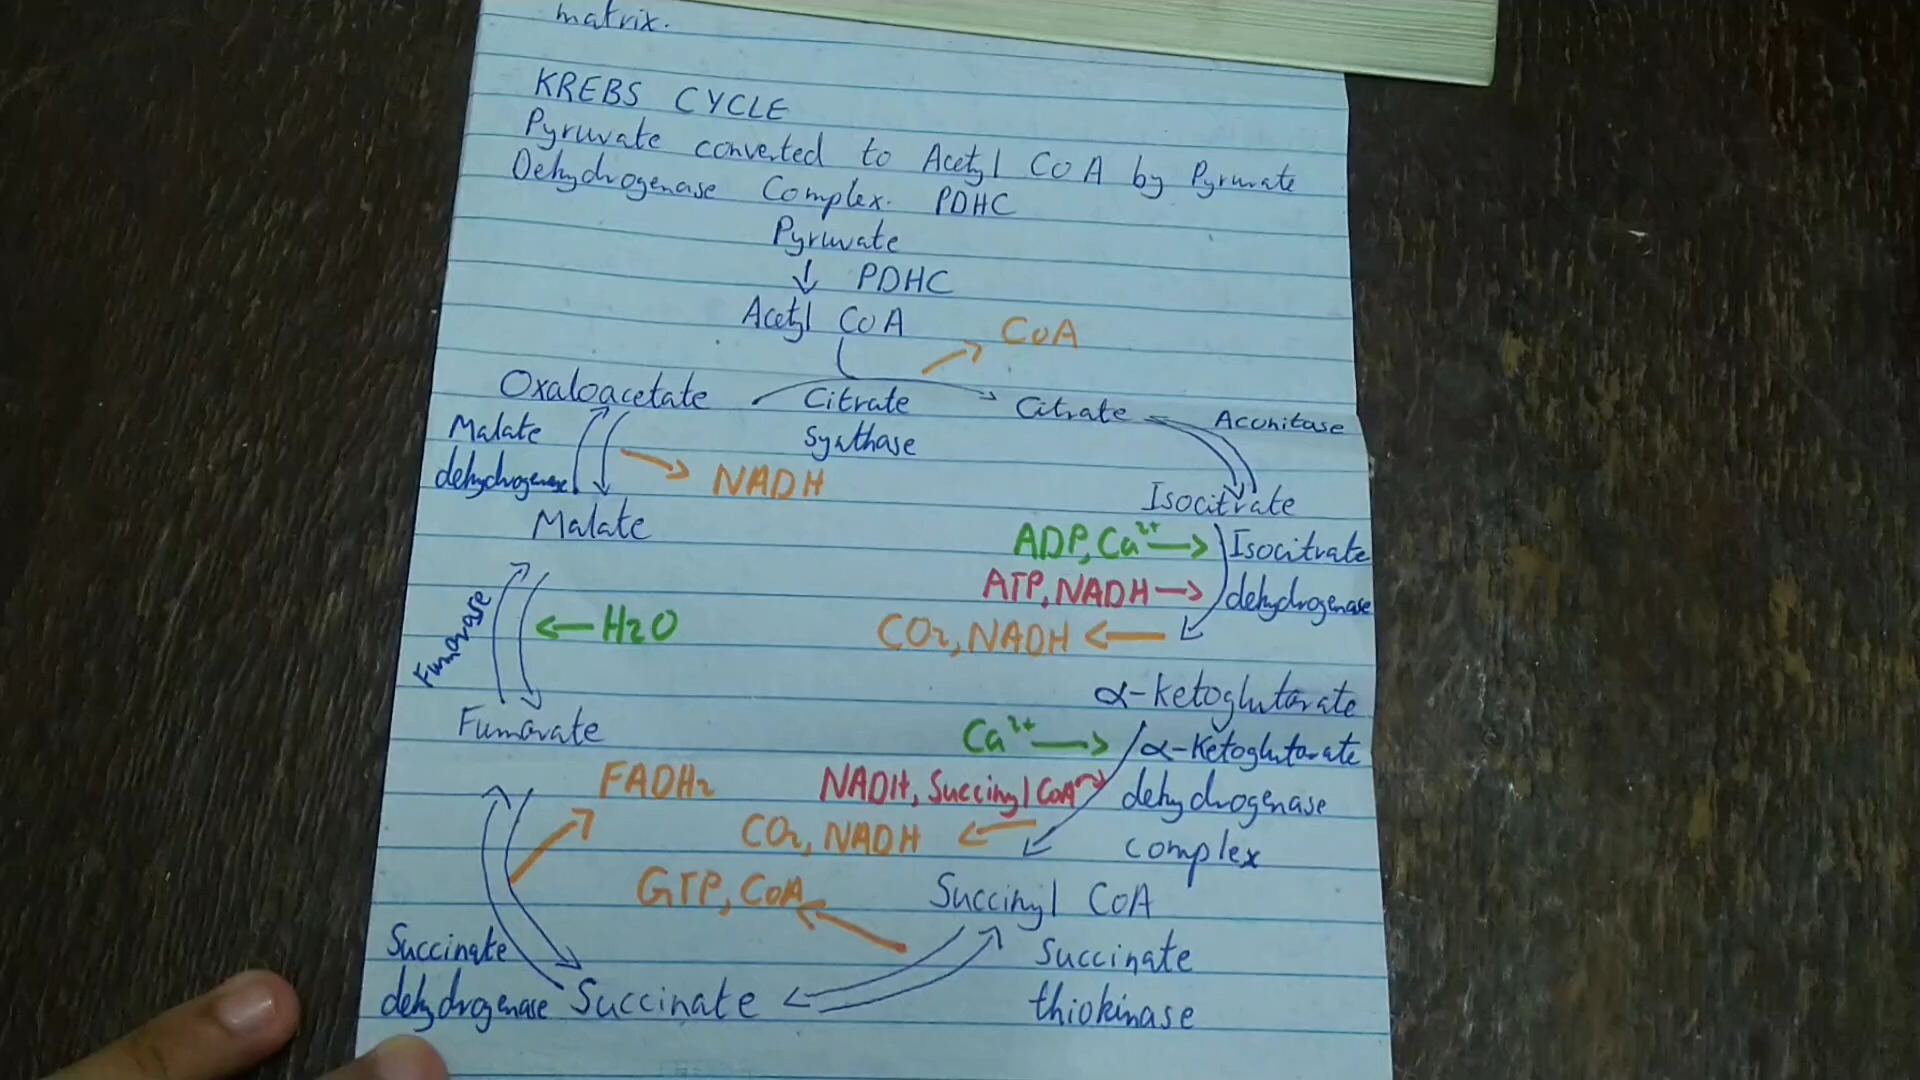 matrix.
KREBS CYCLE
Pyruvate converted to Acetyl CoA by Pyruvate
Dehydrogenase Complex. PDHC
Pyruvate
↓ PDHC
Acetyl CoA
CoA
Oxaloacetate
Citrate
Synthase
Citrate
Aconitase
Malate
dehydrogenase
NADH
Isocitrate
Malate
ADP, Ca²⁺ →
Isocitrate
ATP, NADH →
dehydrogenase
Fumarase
← H2O
CO2, NADH ←
α-Ketoglutarate
Fumarate
Ca²⁺ →
α-Ketoglutarate
FADH2
NADH, Succinyl CoA →
dehydrogenase
CO2, NADH ←
complex
GTP, CoA
Succinyl CoA
Succinate
dehydrogenase
Succinate
Succinate
thiokinase